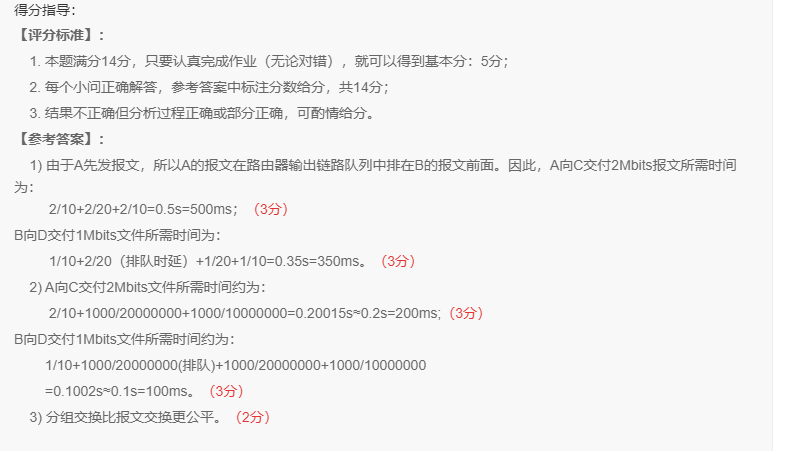 得分指导：
【评分标准】：
1. 本题满分14分，只要认真完成作业（无论对错），就可以得到基本分：5分；
2. 每个小问正确解答，参考答案中标注分数给分，共14分；
3. 结果不正确但分析过程正确或部分正确，可酌情给分。
【参考答案】：
1) 由于A先发报文，所以A的报文在路由器输出链路队列中排在B的报文前面。因此，A向C交付2Mbits报文所需时间
为：
2/10+2/20+2/10=0.5s=500ms；（3分）
B向D交付1Mbits文件所需时间为：
1/10+2/20（排队时延）+1/20+1/10=0.35s=350ms。（3分）
2) A向C交付2Mbits文件所需时间约为：
2/10+1000/20000000+1000/10000000=0.20015s≈0.2s=200ms;（3分）
B向D交付1Mbits文件所需时间约为：
1/10+1000/20000000(排队)+1000/20000000+1000/10000000
=0.1002s≈0.1s=100ms。（3分）
3) 分组交换比报文交换更公平。（2分）